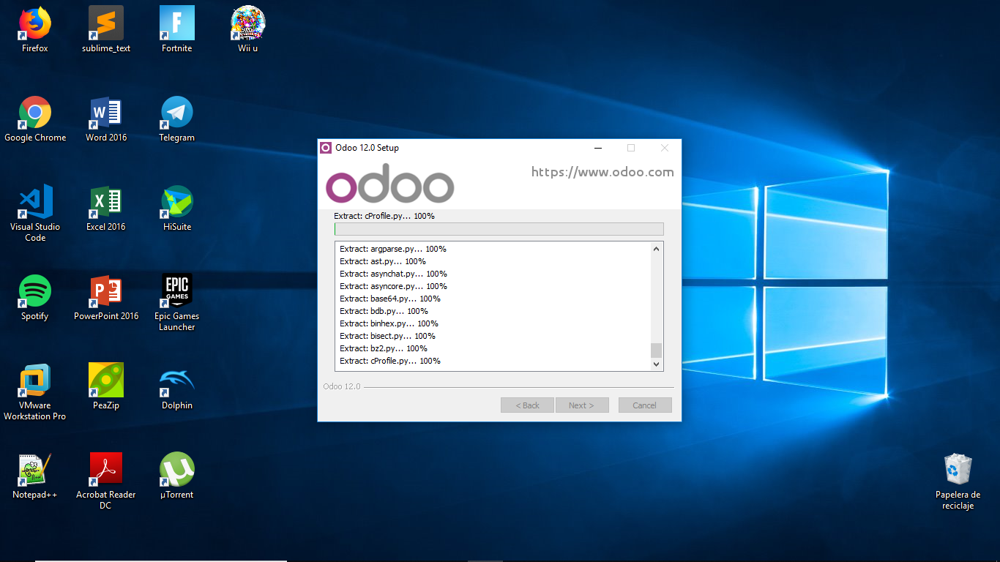 Firefox
sublime_text
Fortnite
Wii u
Google Chrome
Word 2016
Telegram
Visual Studio
Code
Excel 2016
HiSuite
Spotify
PowerPoint 2016
EPIC
GAMES
Epic Games
Launcher
VMware
Workstation Pro
PeaZip
Dolphin
Notepad++
Acrobat Reader
DC
µTorrent
Odoo 12.0 Setup
odoo
https://www.odoo.com
Extract: cProfile.py... 100%
Extract: argparse.py... 100%
Extract: ast.py... 100%
Extract: asynchat.py... 100%
Extract: asyncore.py... 100%
Extract: base64.py... 100%
Extract: bdb.py... 100%
Extract: binhex.py... 100%
Extract: bisect.py... 100%
Extract: bz2.py... 100%
Extract: cProfile.py... 100%
Odoo 12.0
< Back
Next >
Cancel
Papelera de
reciclaje